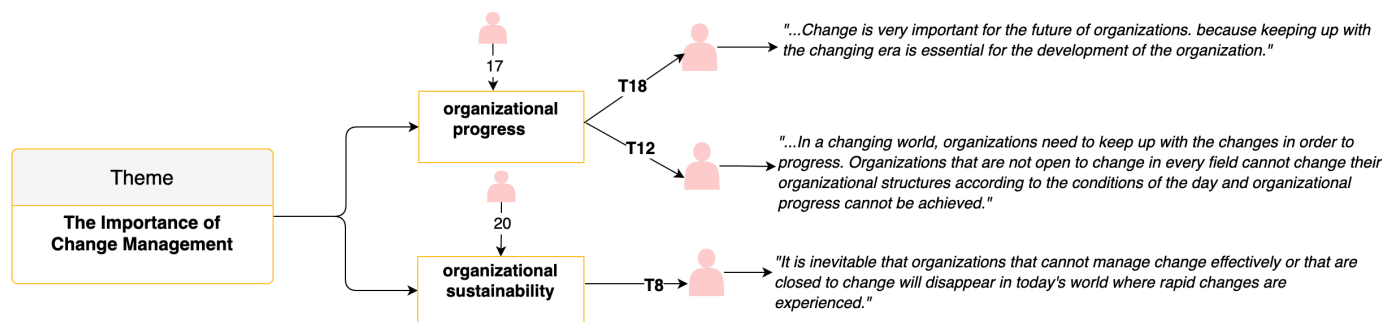 Theme
The Importance of
Change Management
17
organizational
progress
T18
"...Change is very important for the future of organizations. because keeping up with
the changing era is essential for the development of the organization."
T12
"...In a changing world, organizations need to keep up with the changes in order to
progress. Organizations that are not open to change in every field cannot change their
organizational structures according to the conditions of the day and organizational
progress cannot be achieved."
20
organizational
sustainability
T8
"It is inevitable that organizations that cannot manage change effectively or that are
closed to change will disappear in today's world where rapid changes are
experienced."